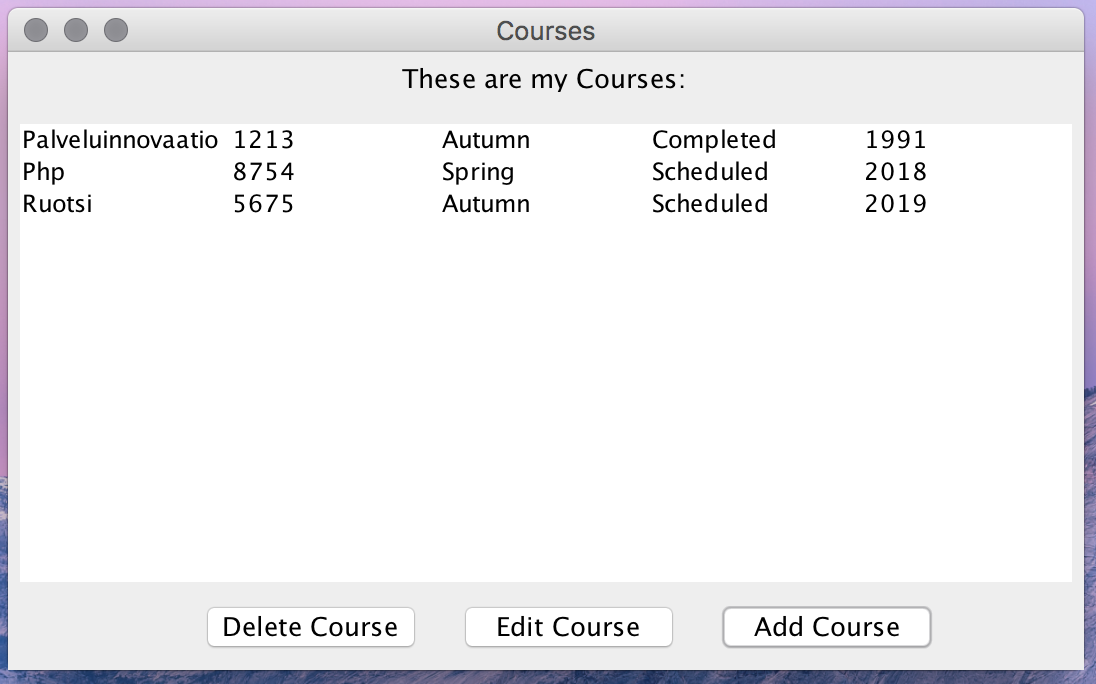 Courses
These are my Courses:
Palveluinnovaatio 1213 Autumn Completed 1991
Php 8754 Spring Scheduled 2018
Ruotsi 5675 Autumn Scheduled 2019
Delete Course Edit Course Add Course